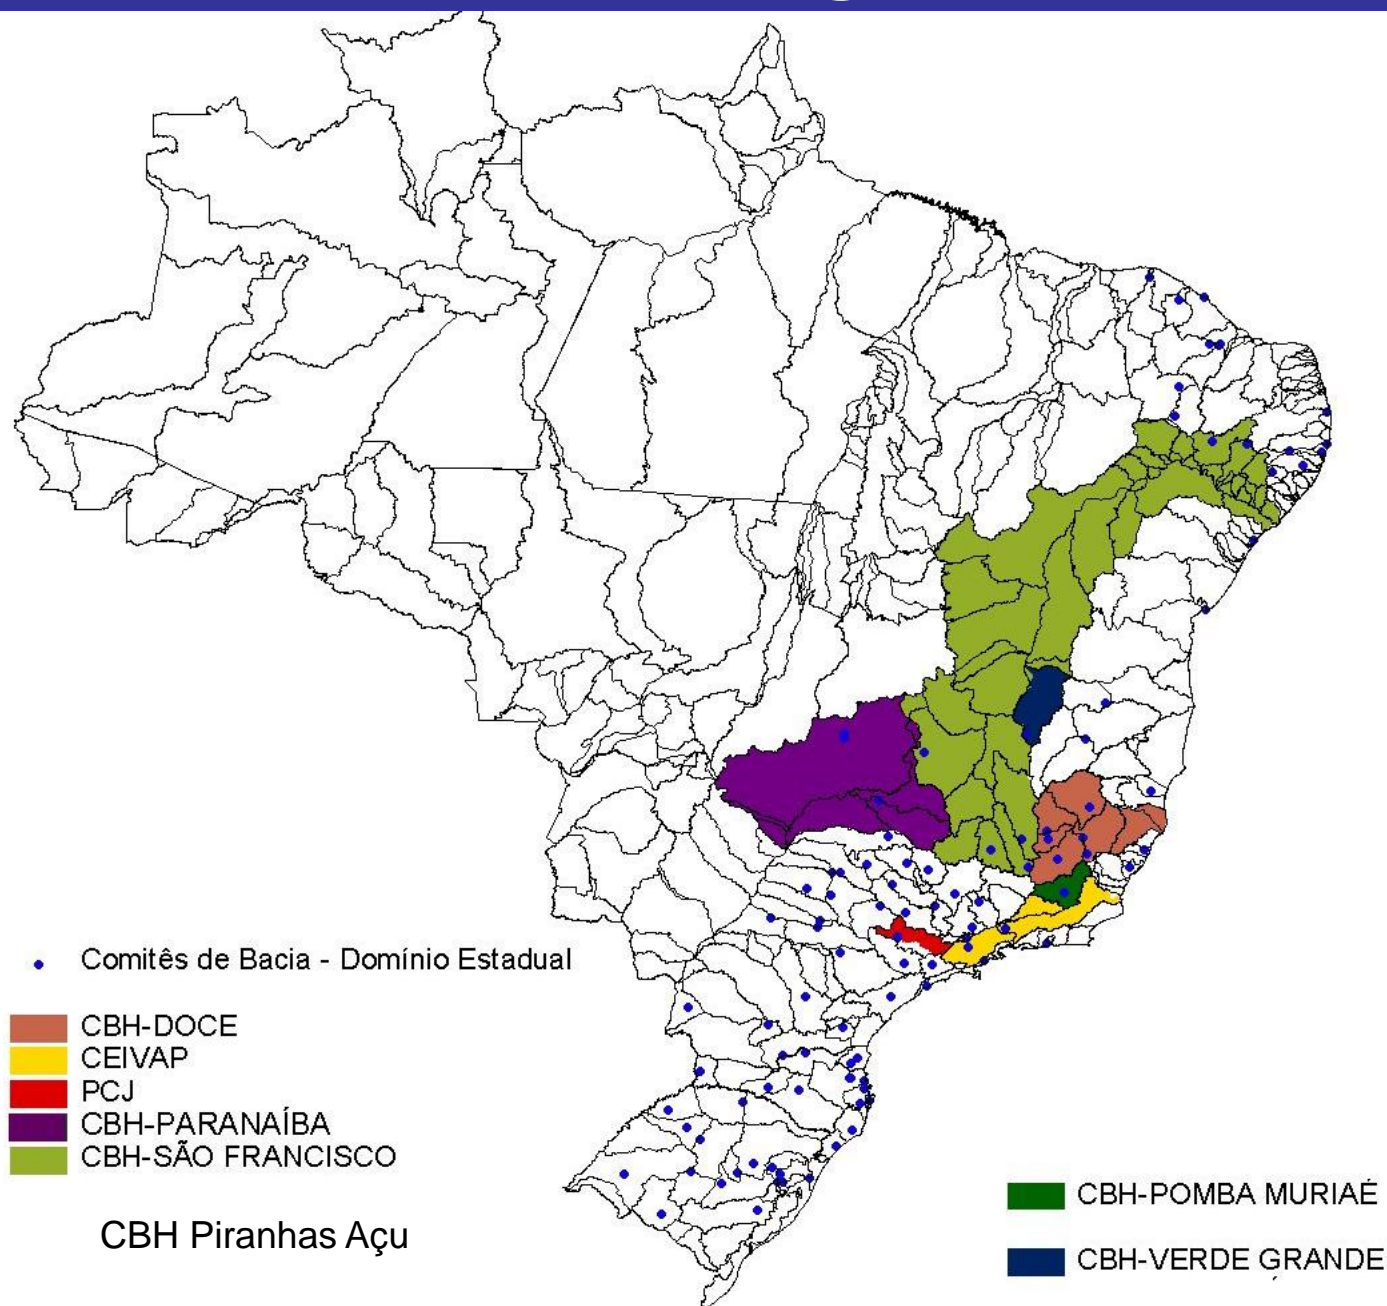 Comitês de Bacia - Domínio Estadual
CBH-DOCE
CEIVAP
PCJ
CBH-PARANAÍBA
CBH-SÃO FRANCISCO
CBH Piranhas Açu
CBH-POMBA MURIAÉ
CBH-VERDE GRANDE